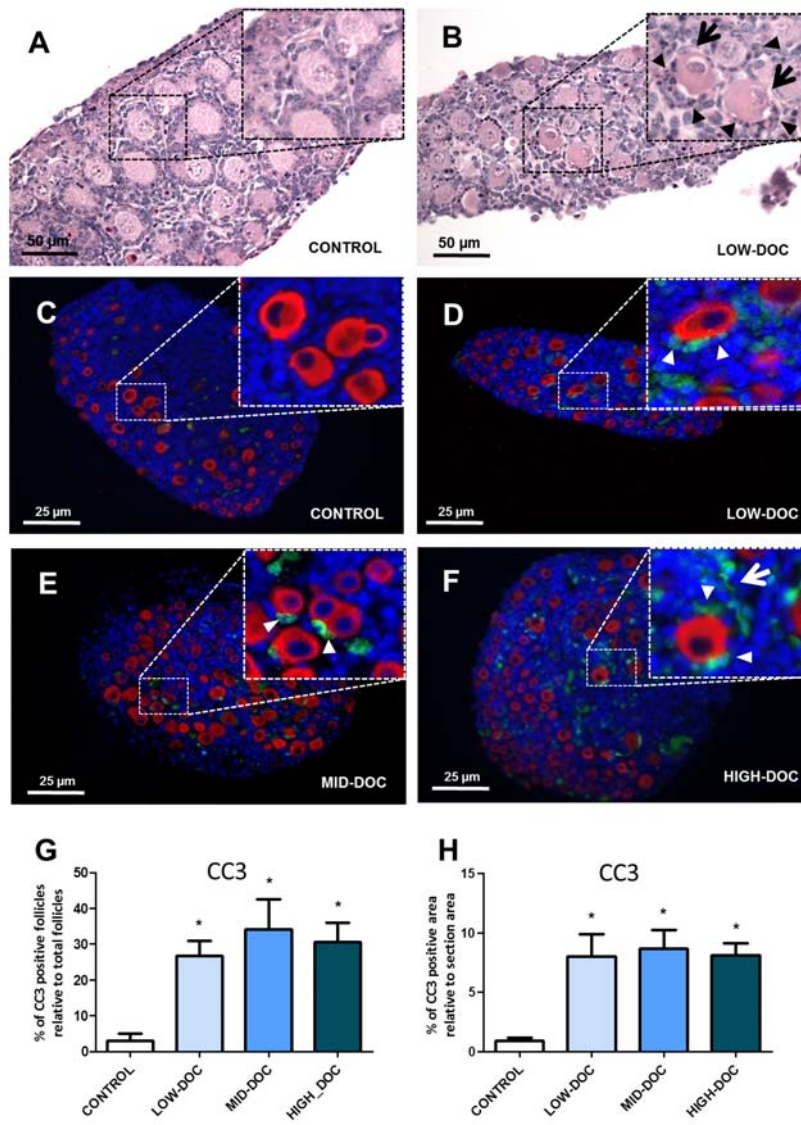 A
50 µm
CONTROL
B
50 µm
LOW-DOC
C
25 µm
CONTROL
D
25 µm
LOW-DOC
E
25 µm
MID-DOC
F
25 µm
HIGH-DOC
G
CC3
% of CC3 positive follicles
relative to total follicles
50
40
30
20
10
0
*
*
*
CONTROL
LOW-DOC
MID-DOC
HIGH_DOC
H
CC3
% of CC3 positive area
relative to section area
15
10
5
0
*
*
*
CONTROL
LOW-DOC
MID-DOC
HIGH-DOC